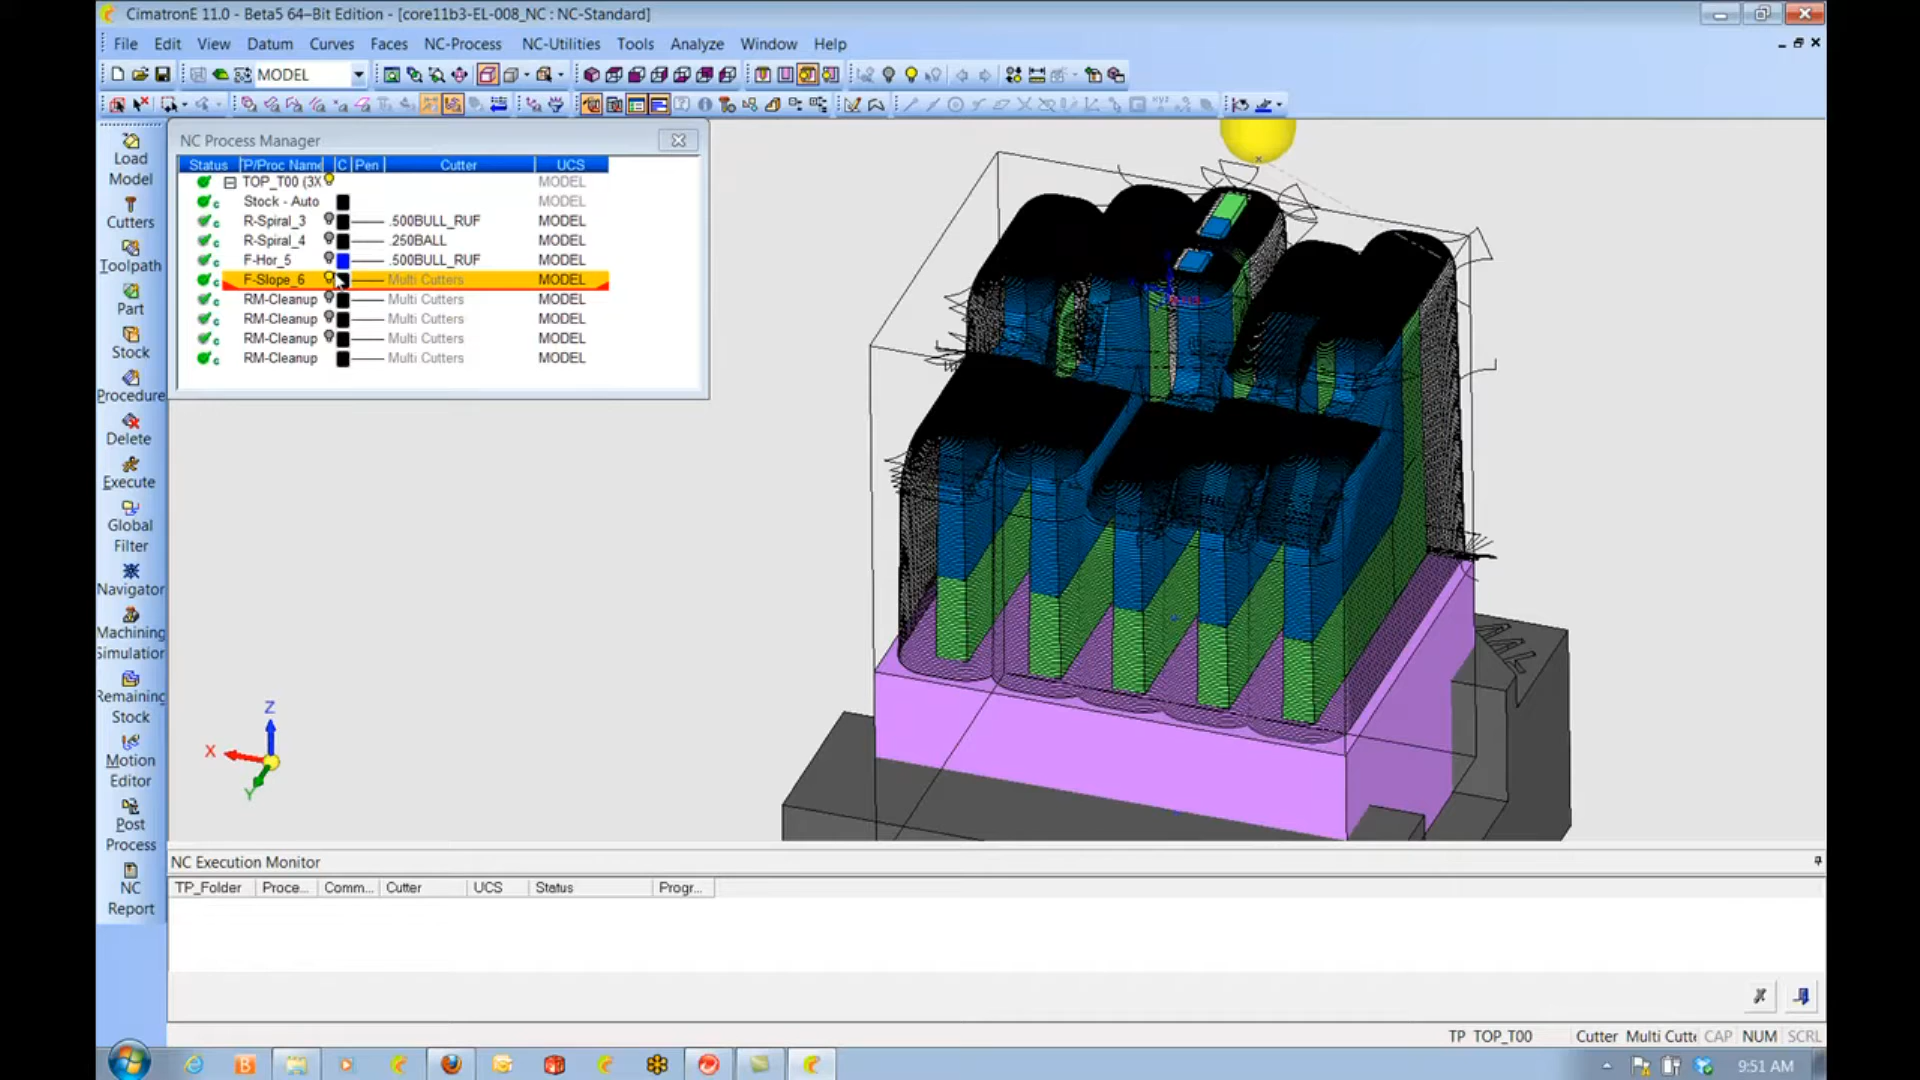 CimatronE 11.0 - Beta5 64-Bit Edition - [core11b3-EL-008_NC : NC-Standard]
File Edit View Datum Curves Faces NC-Process NC-Utilities Tools Analyze Window Help
MODEL
NC Process Manager
Status TP/Proc Name C Pen Cutter UCS
TOP_T00 (3X MODEL
Stock - Auto MODEL
R-Spiral_3 .500BULL_RUF MODEL
R-Spiral_4 .250BALL MODEL
F-Hor_5 .500BULL_RUF MODEL
F-Slope_6 Multi Cutters MODEL
RM-Cleanup Multi Cutters MODEL
RM-Cleanup Multi Cutters MODEL
RM-Cleanup Multi Cutters MODEL
RM-Cleanup Multi Cutters MODEL
Load
Model
Cutters
Toolpath
Part
Stock
Procedure
Delete
Execute
Global
Filter
Navigator
Machining
Simulation
Remaining
Stock
Motion
Editor
Post
Process
NC
Report
Z
X
Y
NC Execution Monitor
TP_Folder Proce... Comm... Cutter UCS Status Progr...
TP TOP_T00 Cutter Multi Cutte CAP NUM SCRL
9:51 AM